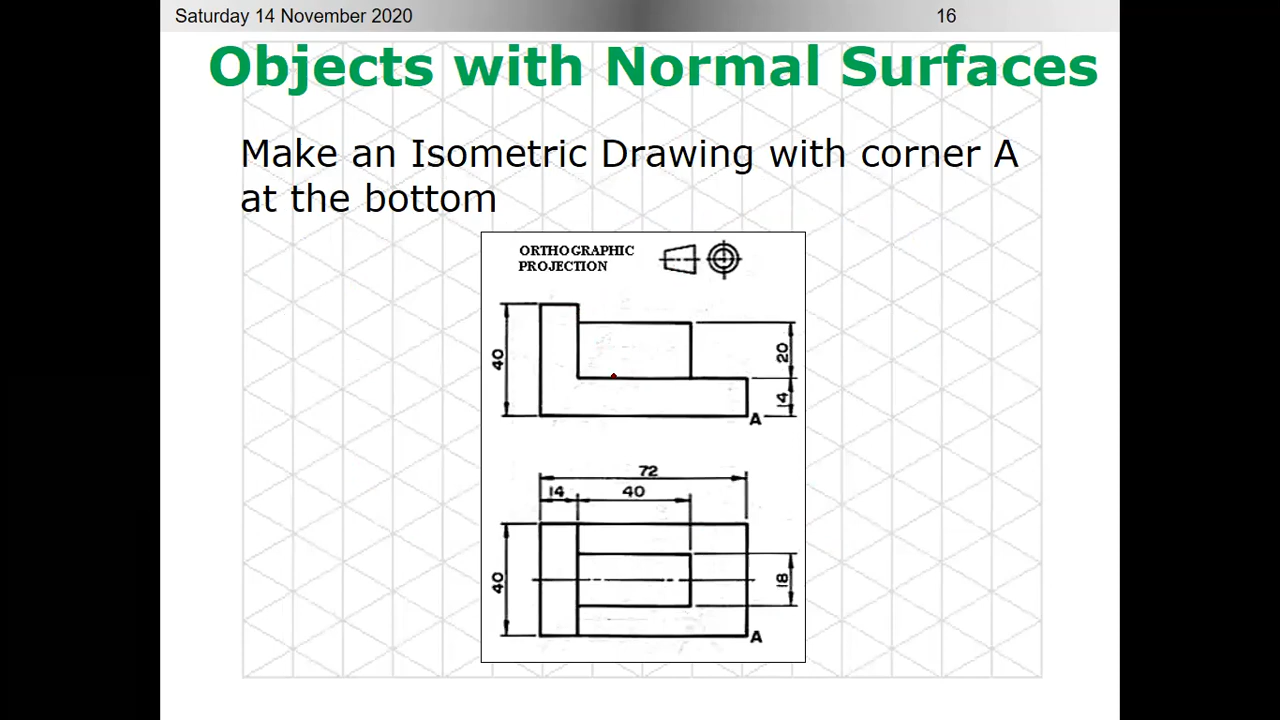 Saturday 14 November 2020 16
Objects with Normal Surfaces
Make an Isometric Drawing with corner A
at the bottom
ORTHOGRAPHIC
PROJECTION
40
20
14
A
72
14 40
40
18
A